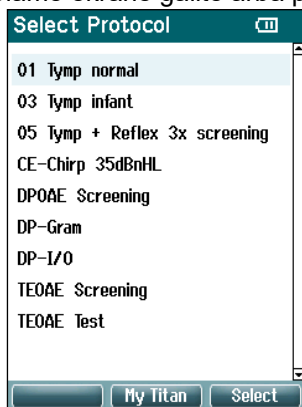 Select Protocol
01 Tymp normal
03 Tymp infant
05 Tymp + Reflex 3x screening
CE-Chirp 35dBnHL
DPOAE Screening
DP-Gram
DP-I/O
TEOAE Screening
TEOAE Test
My Titan
Select